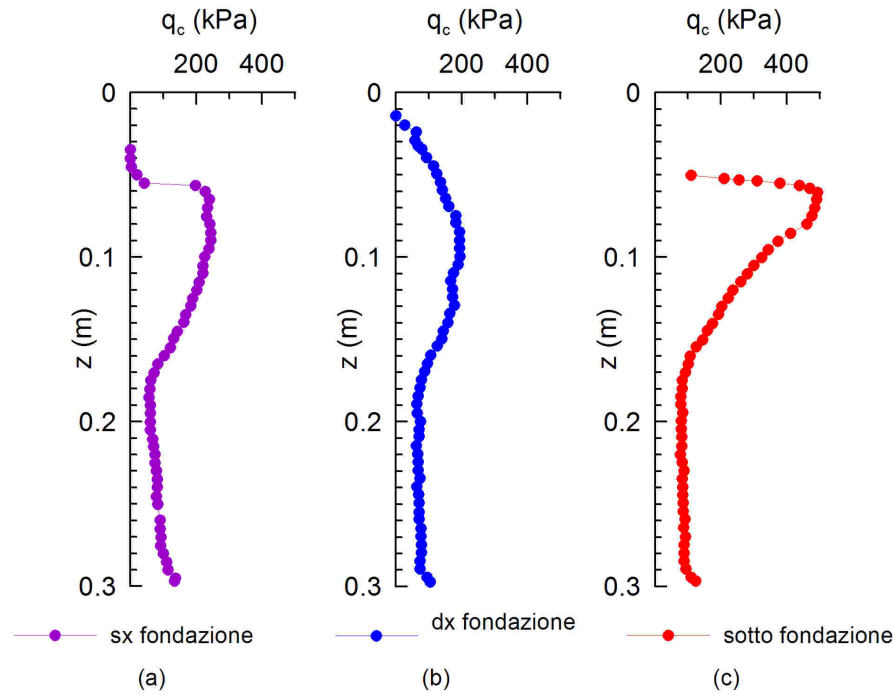 q_c (kPa) q_c (kPa) q_c (kPa)
200 400 200 400 200 400
0 0 0
0.1 0.1 0.1
z (m) z (m) z (m)
0.2 0.2 0.2
0.3 0.3 0.3
sx fondazione dx fondazione sotto fondazione
(a) (b) (c)